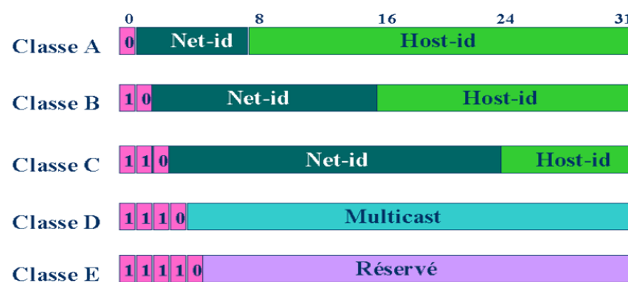 0 8 16 24 31
Classe A 0 Net-id Host-id
Classe B 1 0 Net-id Host-id
Classe C 1 1 0 Net-id Host-id
Classe D 1 1 1 0 Multicast
Classe E 1 1 1 1 0 Réservé